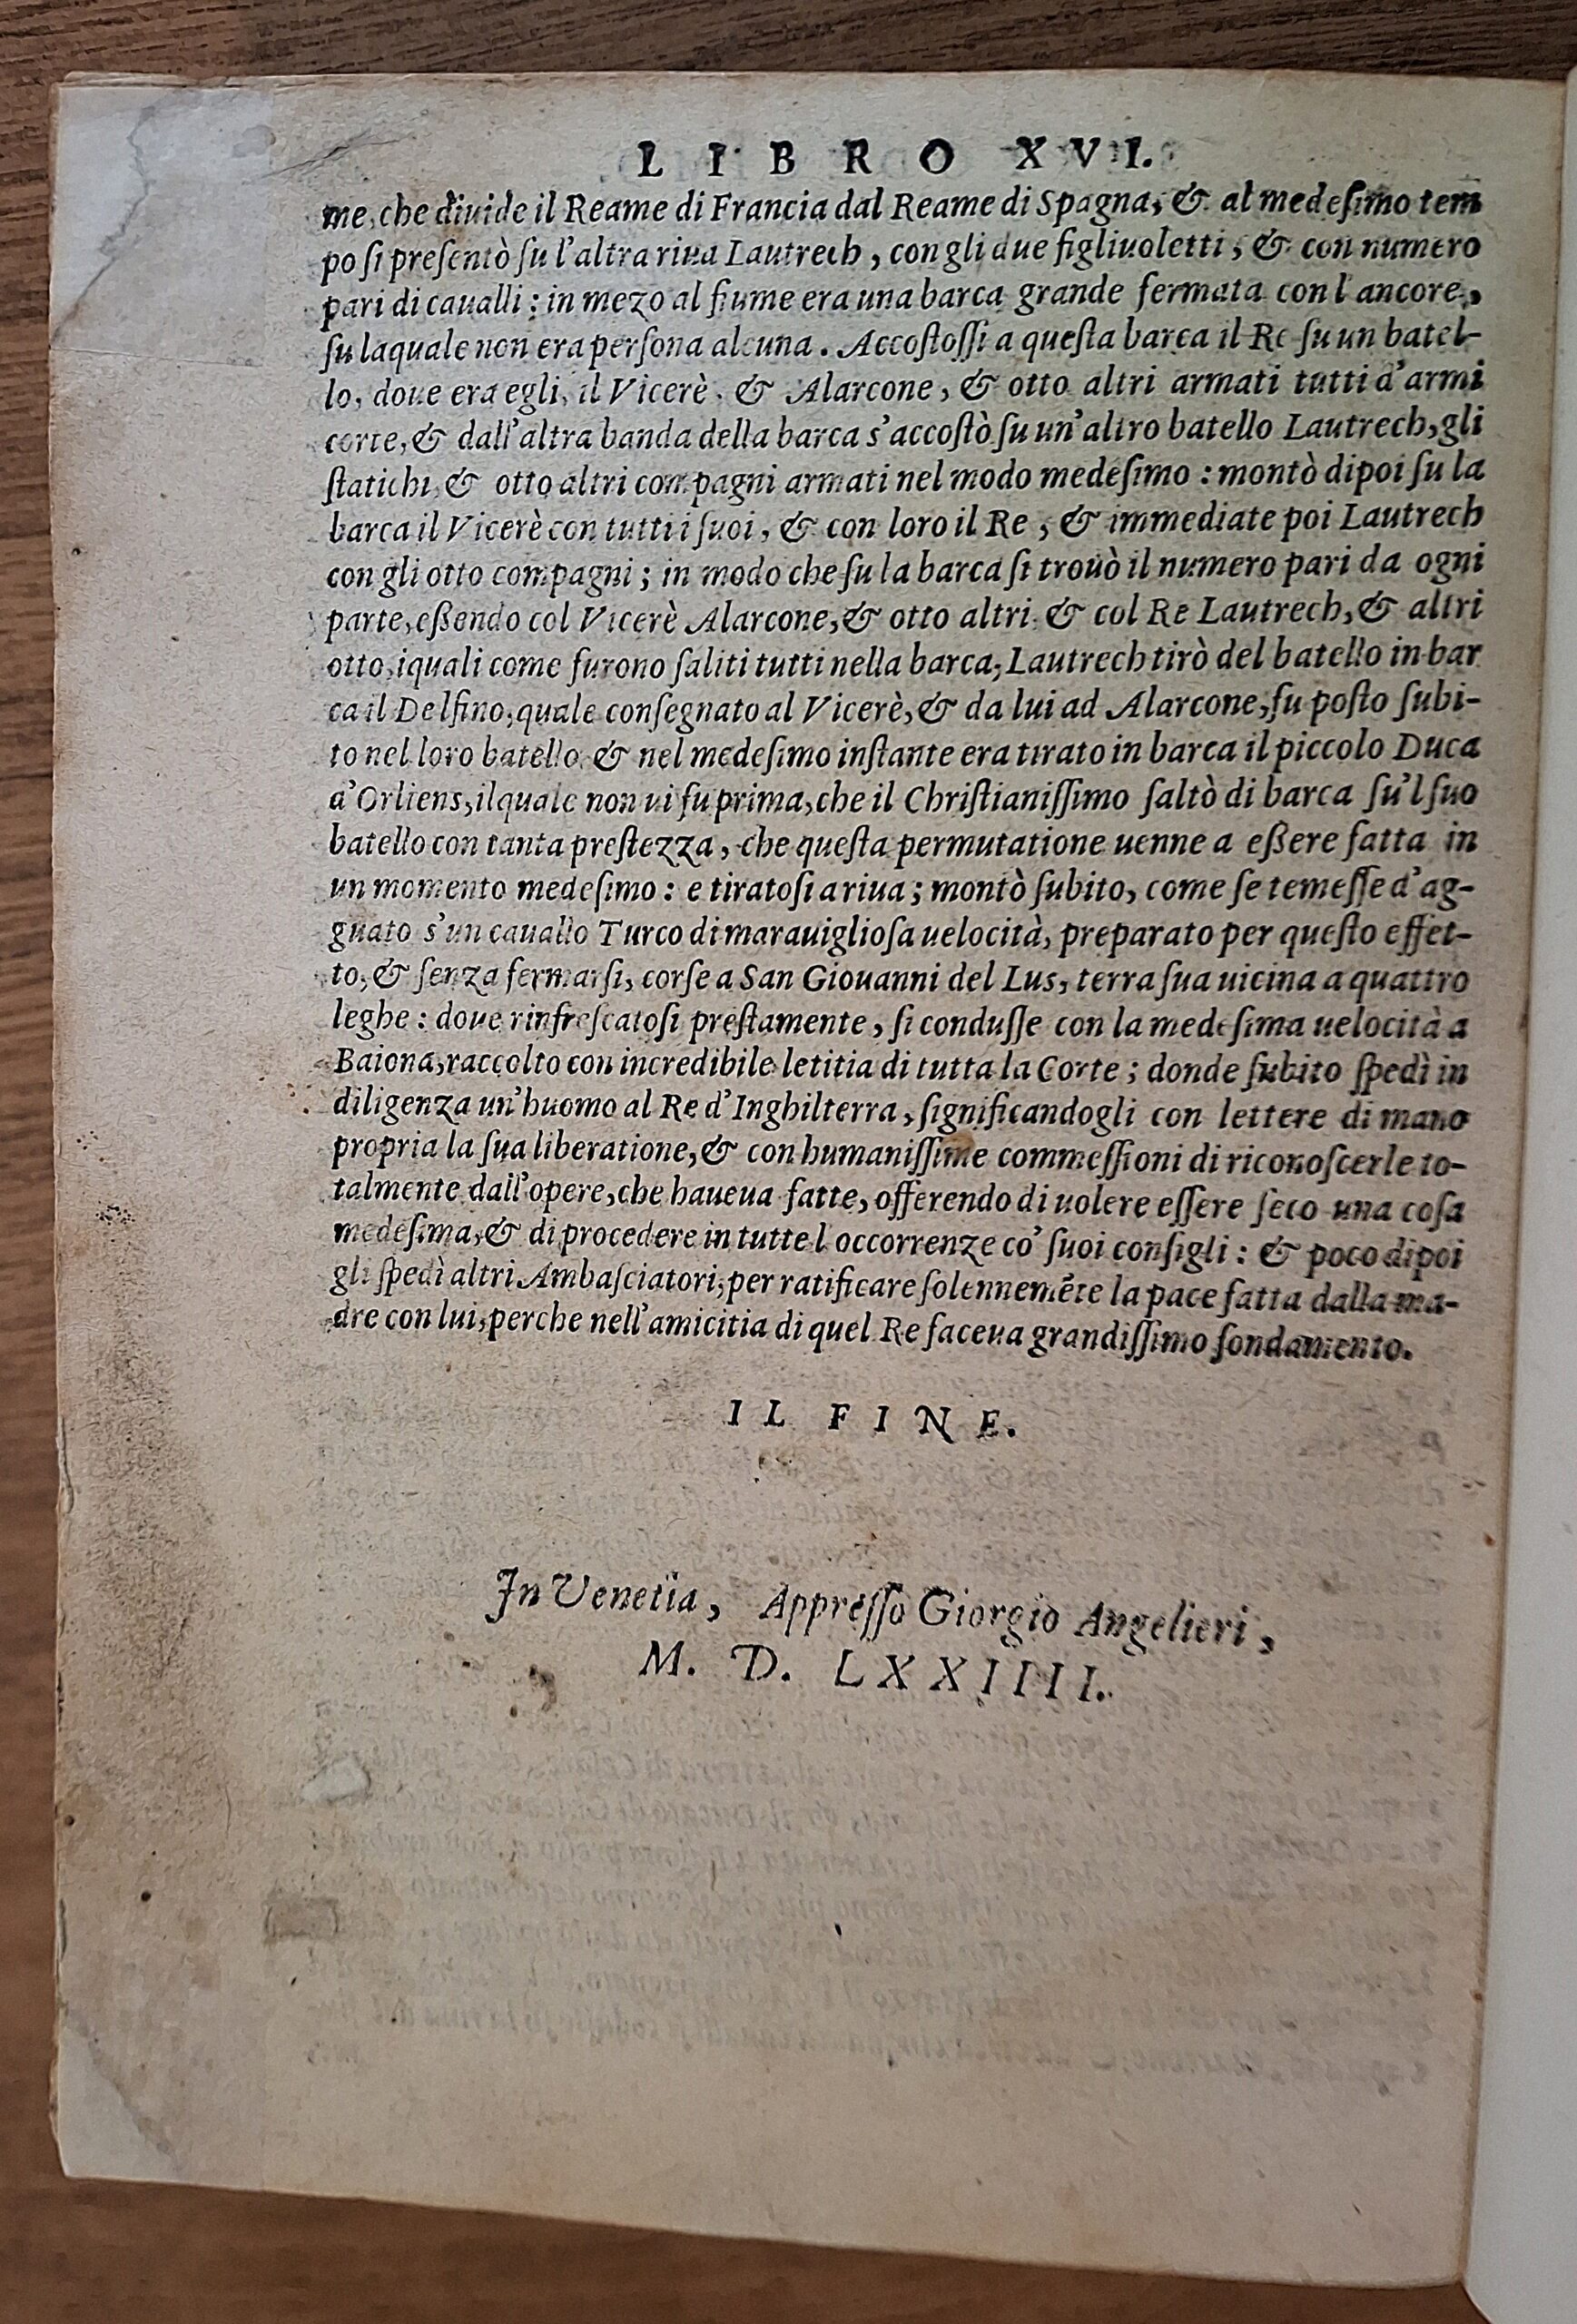 LIBRO XVI.
me, che diuide il Reame di Francia dal Reame di Spagna, & al medeſimo tem
po ſi preſentò ſu l'altra riua Lautrech, con gli due figliuoletti, & con numero
pari di caualli: in mezo al fiume era una barca grande fermata con l'ancore,
ſu laquale non era perſona alcuna. Accoſtoſſi a queſta barca il Re ſu un batel-
lo, doue era egli, il Vicerè, & Alarcone, & otto altri armati tutti d'armi
corte, & dall'altra banda della barca s'accoſtò ſu un'altro batello Lautrech, gli
ſtatichi, & otto altri compagni armati nel modo medeſimo: montò dipoi ſu la
barca il Vicerè con tutti i ſuoi, & con loro il Re, & immediate poi Lautrech
con gli otto compagni; in modo che ſu la barca ſi trouò il numero pari da ogni
parte, eßendo col Vicerè Alarcone, & otto altri & col Re Lautrech, & altri
otto, iquali come furono ſaliti tutti nella barca, Lautrech tirò del batello in bar
ca il Delfino, quale conſegnato al Vicerè, & da lui ad Alarcone, fu poſto ſubi-
to nel loro batello & nel medeſimo inſtante era tirato in barca il piccolo Duca
d'Orliens, ilquale non ui fu prima, che il Chriſtianiſſimo ſaltò di barca ſu'l ſuo
batello con tanta preſtezza, che queſta permutatione uenne a eßere fatta in
un momento medeſimo: e tiratoſi a riua; montò ſubito, come ſe temeſſe d'ag-
guato s'un cauallo Turco di marauiglioſa uelocità, preparato per queſto effet-
to, & ſenza fermarſi, corſe a San Giouanni del Lus, terra ſua uicina a quattro
leghe: doue rinfreſcatoſi preſtamente, ſi conduſſe con la medeſima uelocità a
Baiona, raccolto con incredibile letitia di tutta la Corte; donde ſubito ſpedì in
diligenza un'huomo al Re d'Inghilterra, ſignificandogli con lettere di mano
propria la ſua liberatione, & con humaniſſime commeſſioni di riconoſcerle to-
talmente dall'opere, che haueua fatte, offerendo di uolere eſſere ſeco una coſa
medeſima, & di procedere in tutte l'occorrenze co' ſuoi conſigli: & poco dipoi
gli ſpedì altri Ambaſciatori, per ratificare ſolennemẽte la pace fatta dalla ma-
dre con lui, perche nell'amicitia di quel Re faceua grandiſſimo fondamento.
IL FINE.
In Venetia, Appreſſo Giorgio Angelieri,
M. D. LXXIIII.